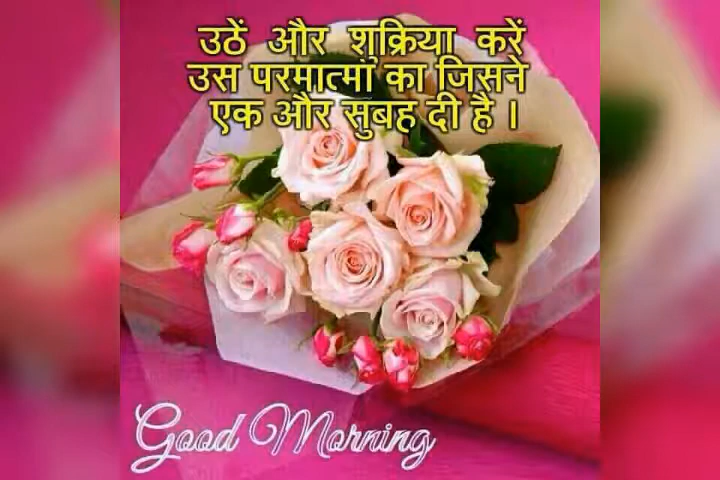 उठें और शुक्रिया करें
उस परमात्मा का जिसने
एक और सुबह दी है ।
Good Morning